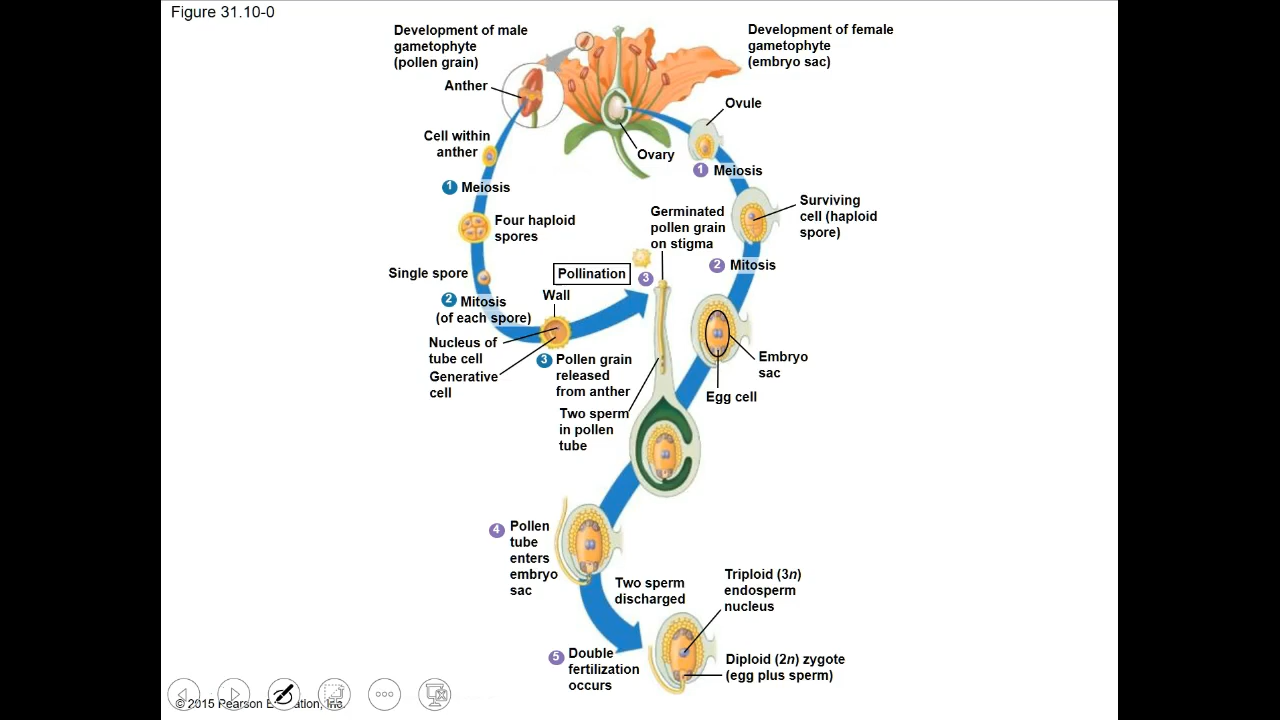 Figure 31.10-0
Development of male
gametophyte
(pollen grain)
Development of female
gametophyte
(embryo sac)
Anther
Ovule
Cell within
anther
Ovary
1 Meiosis
1 Meiosis
Surviving
cell (haploid
spore)
Four haploid
spores
Germinated
pollen grain
on stigma
2 Mitosis
Single spore
Pollination
3
2 Mitosis
(of each spore)
Wall
Nucleus of
tube cell
Generative
cell
3 Pollen grain
released
from anther
Embryo
sac
Egg cell
Two sperm
in pollen
tube
4 Pollen
tube
enters
embryo
sac
Two sperm
discharged
Triploid (3n)
endosperm
nucleus
5 Double
fertilization
occurs
Diploid (2n) zygote
(egg plus sperm)
© 2015 Pearson Inc.